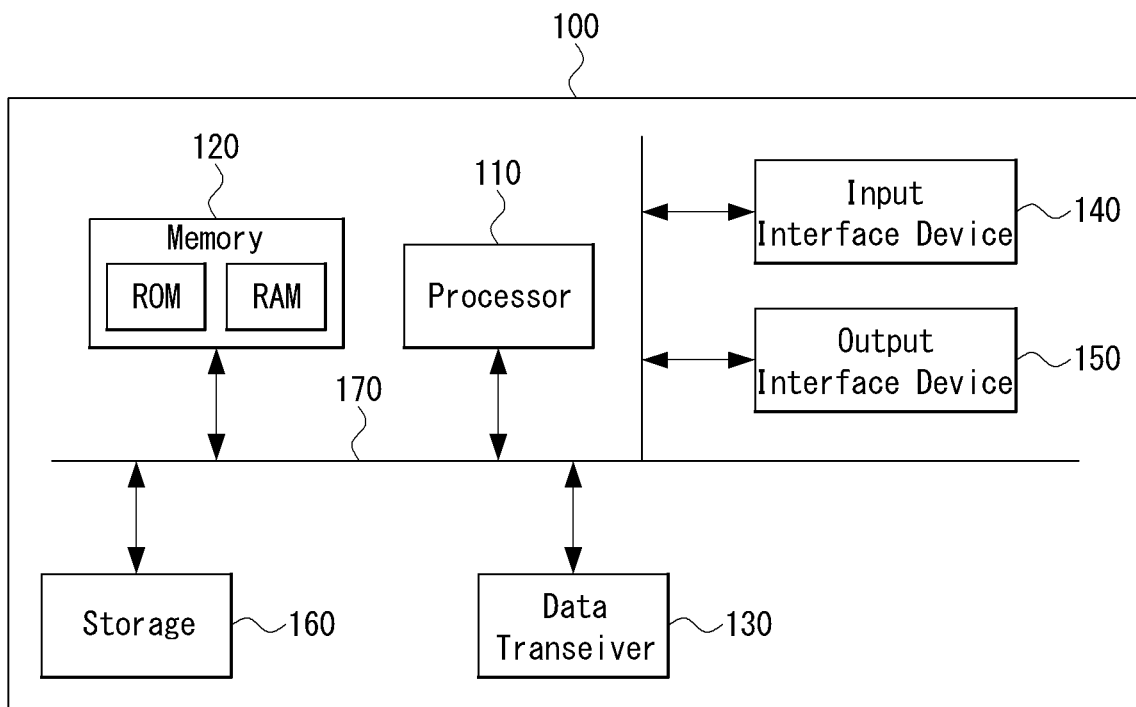 100
120
110
Memory
ROM
RAM
Processor
Input
Interface Device
140
Output
Interface Device
150
170
Storage
160
Data
Transeiver
130